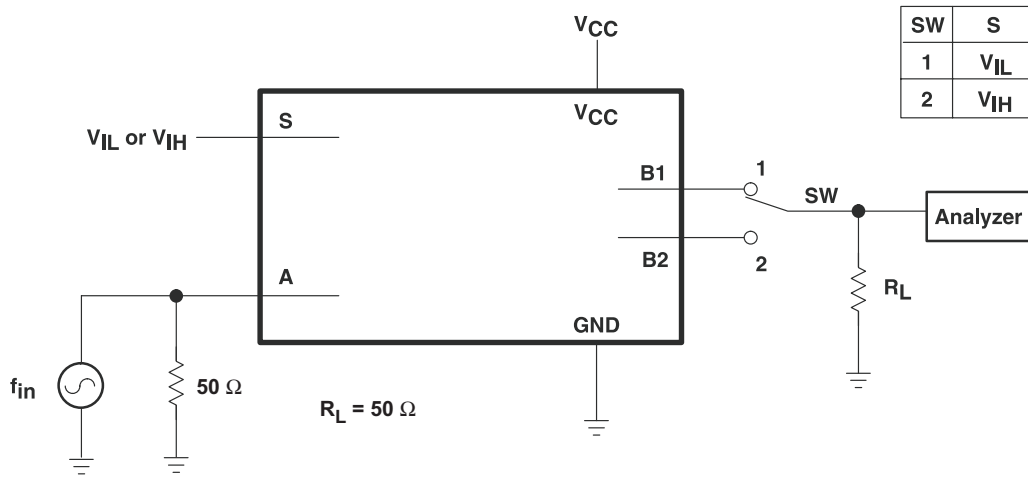 VCC
SW S
1 VIL
2 VIH
VCC
S
VIL or VIH
B1
1
SW
Analyzer
B2
2
RL
A
GND
fin
50 Ω
RL = 50 Ω